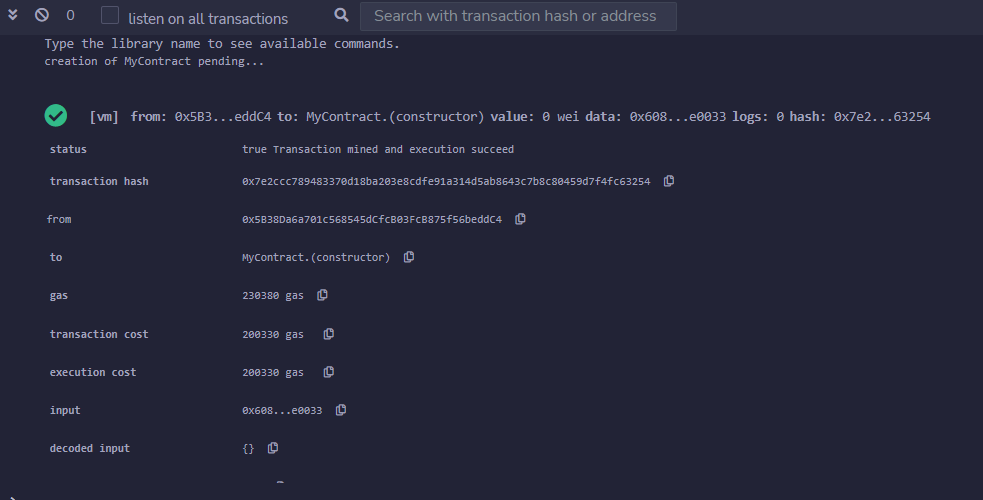 0 listen on all transactions Search with transaction hash or address
Type the library name to see available commands.
creation of MyContract pending...
[vm] from: 0x5B3...eddC4 to: MyContract.(constructor) value: 0 wei data: 0x608...e0033 logs: 0 hash: 0x7e2...63254
status true Transaction mined and execution succeed
transaction hash 0x7e2ccc789483370d18ba203e8cdfe91a314d5ab8643c7b8c80459d7f4fc63254
from 0x5B38Da6a701c568545dCfcB03FcB875f56beddC4
to MyContract.(constructor)
gas 230380 gas
transaction cost 200330 gas
execution cost 200330 gas
input 0x608...e0033
decoded input {}